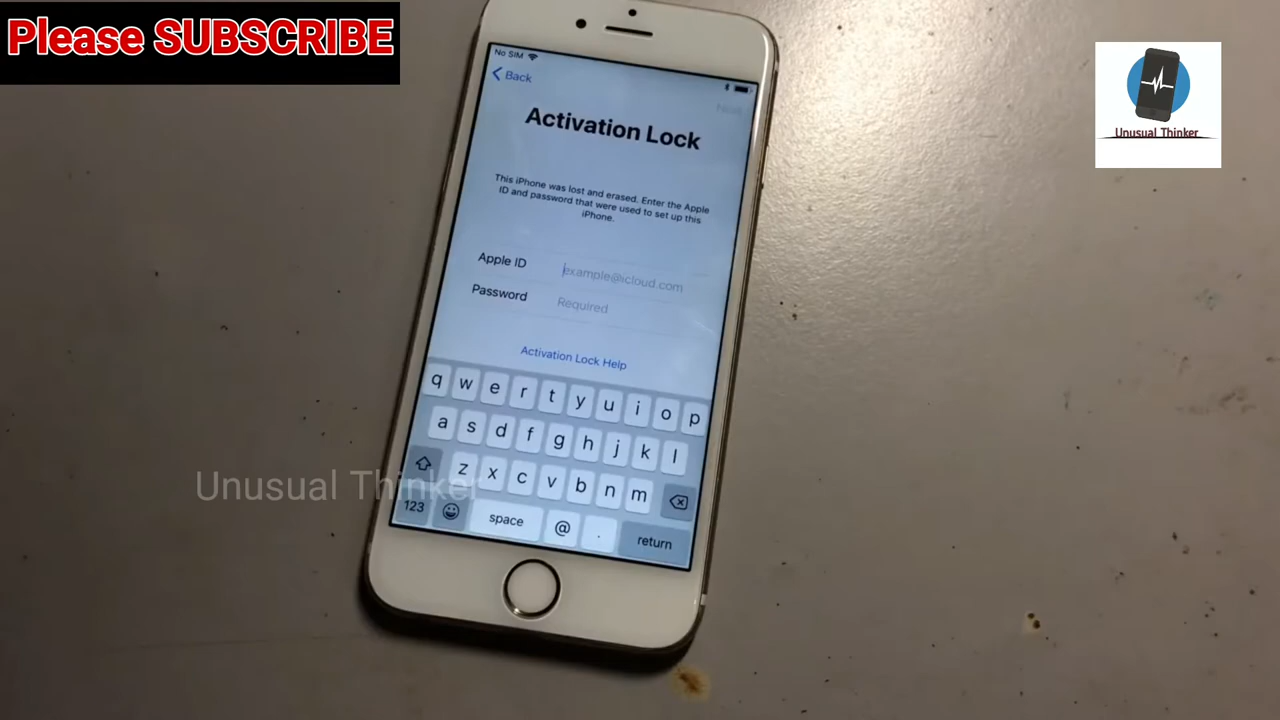 Please SUBSCRIBE
Unusual Thinker
No SIM
Back
Next
Activation Lock
This iPhone was lost and erased. Enter the Apple
ID and password that were used to set up this
iPhone.
Apple ID example@icloud.com
Password Required
Activation Lock Help
q w e r t y u i o p
a s d f g h j k l
z x c v b n m
123 space @ . return
Unusual Thinker